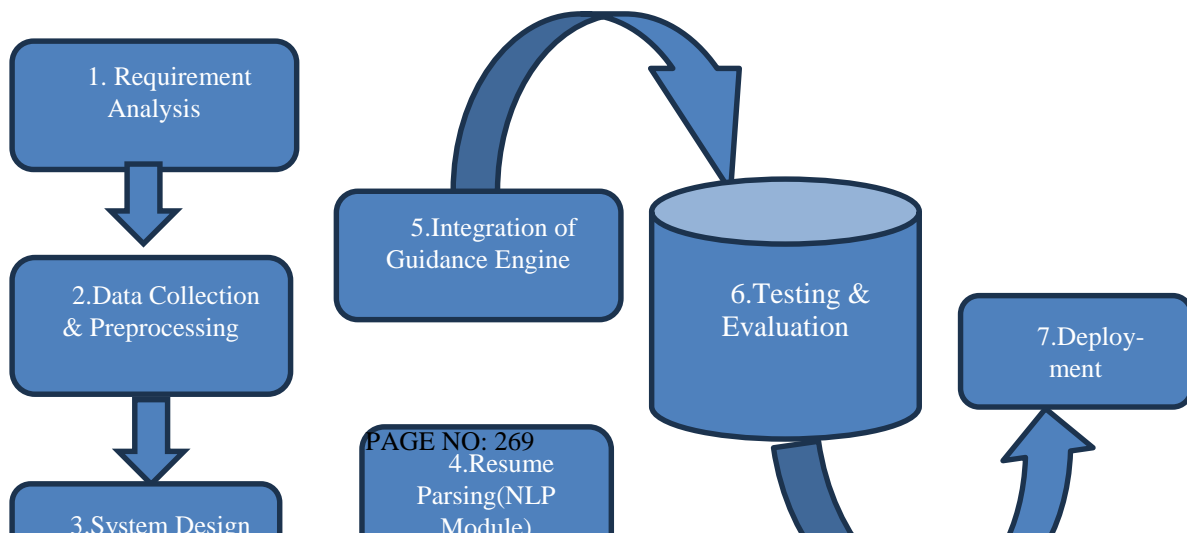 1. Requirement
Analysis
2.Data Collection
& Preprocessing
3.System Design
PAGE NO: 269
4.Resume
Parsing(NLP
Module)
5.Integration of
Guidance Engine
6.Testing &
Evaluation
7.Deploy-
ment